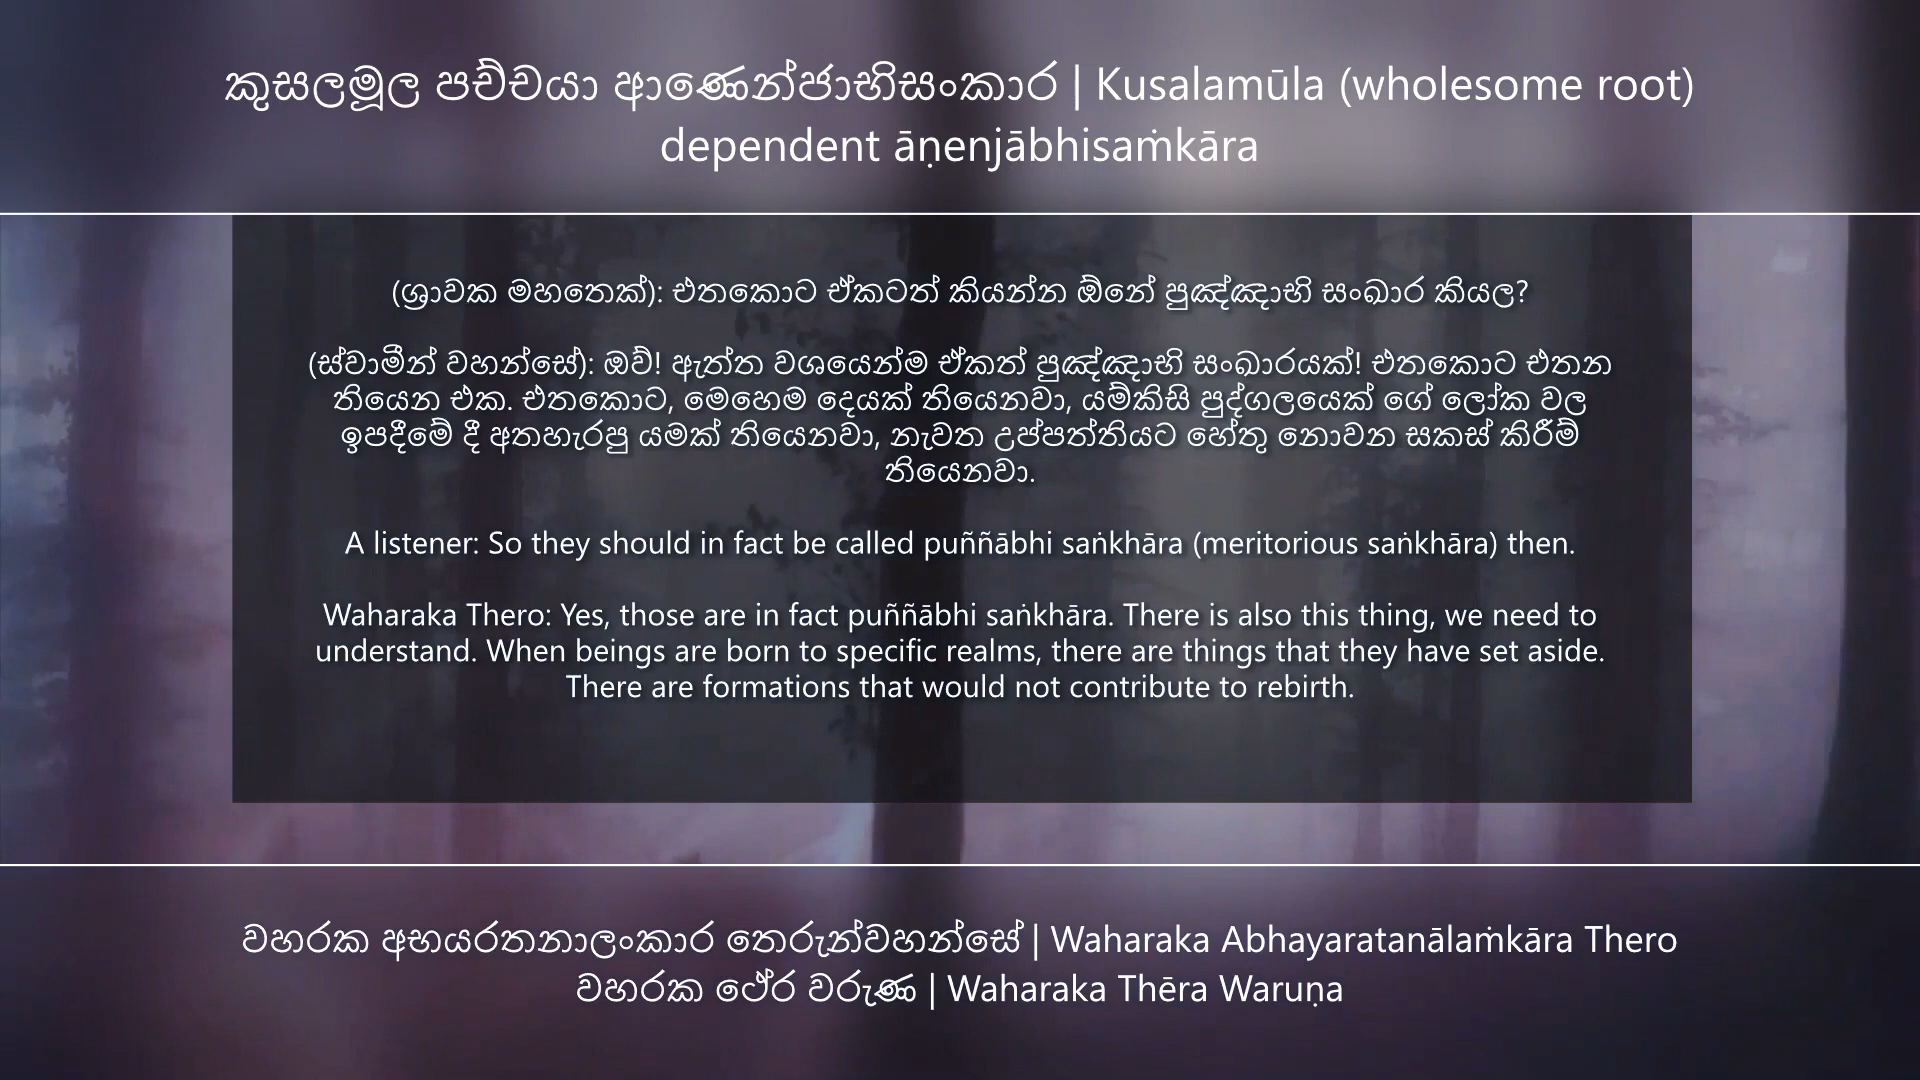 කුසලමූල පච්චයා ආණෙන්ජාභිසංකාර | Kusalamūla (wholesome root)
dependent āṇenjābhisaṁkāra
(ශ්‍රාවක මහතෙක්): එතකොට ඒකටත් කියන්න ඕනේ පුඤ්ඤාභි සංඛාර කියල?
(ස්වාමීන් වහන්සේ): ඔව්! ඇත්ත වශයෙන්ම ඒකත් පුඤ්ඤාභි සංඛාරයක්! එතකොට එතන
තියෙන එක. එතකොට, මෙහෙම දෙයක් තියෙනවා, යම්කිසි පුද්ගලයෙක් ගේ ලෝක වල
ඉපදීමේ දී අතහැරපු යමක් තියෙනවා, නැවත උප්පත්තියට හේතු නොවන සකස් කිරීම්
තියෙනවා.
A listener: So they should in fact be called puññābhi saṅkhāra (meritorious saṅkhāra) then.
Waharaka Thero: Yes, those are in fact puññābhi saṅkhāra. There is also this thing, we need to
understand. When beings are born to specific realms, there are things that they have set aside.
There are formations that would not contribute to rebirth.
වහරක අභයරතනාලංකාර තෙරුන්වහන්සේ | Waharaka Abhayaratanālaṁkāra Thero
වහරක ථේර වරුණ | Waharaka Thēra Waruṇa